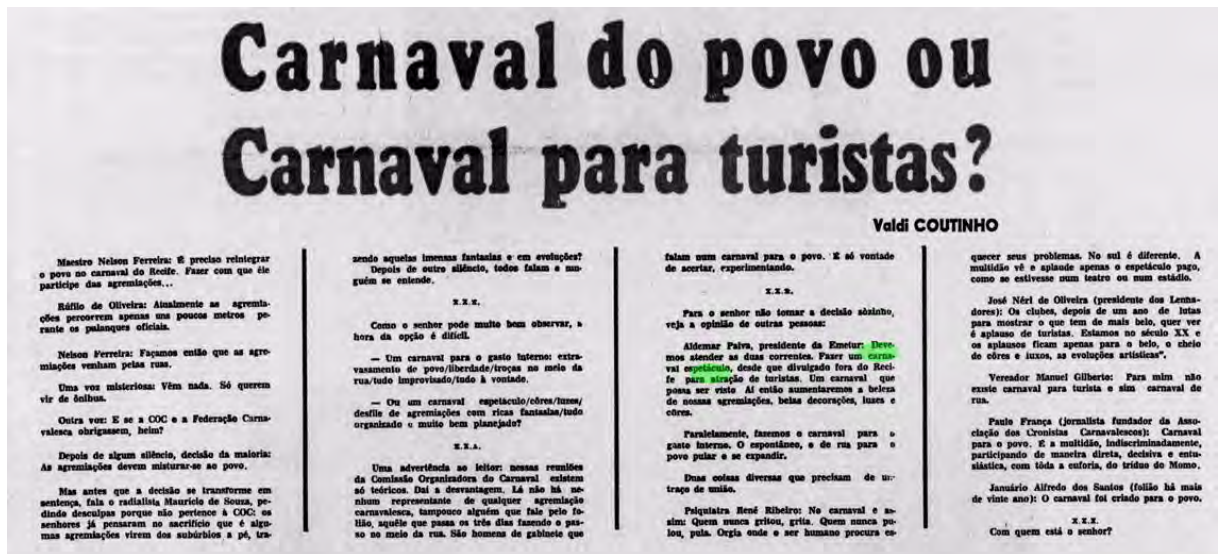 Carnaval do povo ou
Carnaval para turistas?
Valdi COUTINHO
Maestro Nelson Ferreira: É preciso reintegrar
o povo no carnaval do Recife. Fazer com que êle
participe das agremiações...
Rúfilo de Oliveira: Atualmente as agremia-
ções percorrem apenas uns poucos metros pe-
rante os palanques oficiais.
Nelson Ferreira: Façamos então que as agre-
miações venham pelas ruas.
Uma voz misteriosa: Vêm nada. Só querem
vir de ônibus.
Outra voz: E se a COC e a Federação Carna-
valesca obrigassem, heim?
Depois de algum silêncio, decisão da maioria:
As agremiações devem misturar-se ao povo.
Mas antes que a decisão se transforme em
sentença, fala o radialista Mauricio de Souza, pe-
dindo desculpas porque não pertence à COC: os
senhores já pensaram no sacrifício que é algu-
mas agremiações virem dos subúrbios a pé, tra-
zendo aquelas imensas fantasias e em evoluções?
Depois de outro silêncio, todos falam e nin-
guém se entende.
x.x.x.
Como o senhor pode muito bem observar, a
hora da opção é difícil.
— Um carnaval para o gasto interno: extra-
vasamento de povo/liberdade/troças no meio da
rua/tudo improvisado/tudo à vontade.
— Ou um carnaval espetáculo/côres/luzes/
desfile de agremiações com ricas fantasias/tudo
organizado e muito bem planejado?
x.x.x.
Uma advertência ao leitor: nessas reuniões
da Comissão Organizadora do Carnaval existem
só teóricos. Daí a desvantagem. Lá não há ne-
nhum representante de qualquer agremiação
carnavalesca, tampouco alguém que fale pelo fo-
lião, aquêle que passa os três dias fazendo o pas-
so no meio da rua. São homens de gabinete que
falam num carnaval para o povo. É só vontade
de acertar, experimentando.
x.x.x.
Para o senhor não tomar a decisão sòzinho,
veja a opinião de outras pessoas:
Aldemar Paiva, presidente da Emetur: Deve-
mos atender as duas correntes. Fazer um carna-
val espetáculo, desde que divulgado fora do Reci-
fe para atração de turistas. Um carnaval que
possa ser visto. Aí então aumentaremos a beleza
de nossas agremiações, belas decorações, luzes e
côres.
Paralelamente, fazemos o carnaval para o
gasto interno. O espontâneo, o de rua para o
povo pular e se expandir.
Duas coisas diversas que precisam de um
traço de união.
Psiquiatra René Ribeiro: No carnaval e as-
sim: Quem nunca gritou, grita. Quem nunca pu-
lou, pula. Orgia onde o ser humano procura es-
quecer seus problemas. No sul é diferente. A
multidão vê e aplaude apenas o espetáculo pago,
como se estivesse num teatro ou num estádio.
José Néri de Oliveira (presidente dos Lenha-
dores): Os clubes, depois de um ano de lutas
para mostrar o que tem de mais belo, quer ver
é aplauso de turistas. Estamos no século XX e
os aplausos ficam apenas para o belo, o cheio
de côres e luxos, as evoluções artísticas".
Vereador Manuel Gilberto: Para mim não
existe carnaval para turista e sim carnaval de
rua.
Paulo França (jornalista fundador da Asso-
ciação dos Cronistas Carnavalescos): Carnaval
para o povo. É a multidão, indiscriminadamente,
participando de maneira direta, decisiva e entu-
siástica, com tôda a euforia, do tríduo de Momo.
Januário Alfredo dos Santos (folião há mais
de vinte ano): O carnaval foi criado para o povo.
x.x.x.
Com quem está o senhor?